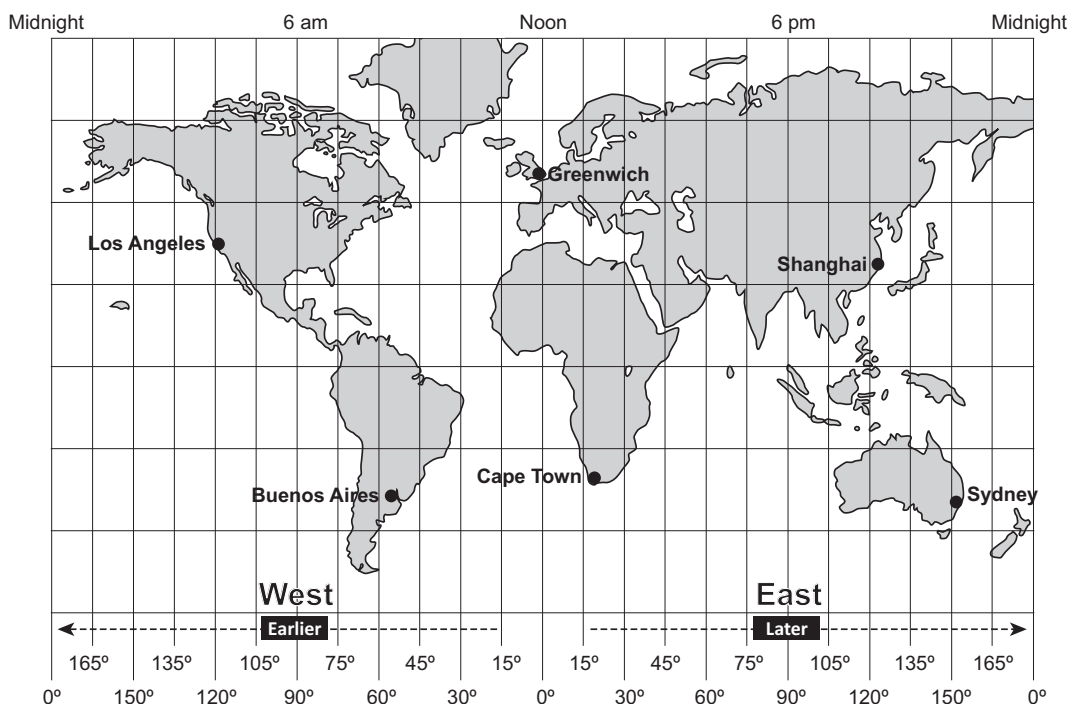 Midnight 6 am Noon 6 pm Midnight
Greenwich
Los Angeles
Shanghai
Cape Town
Buenos Aires
Sydney
West East
Earlier Later
165º 135º 105º 75º 45º 15º 15º 45º 75º 105º 135º 165º
0º 150º 120º 90º 60º 30º 0º 30º 60º 90º 120º 150º 0º